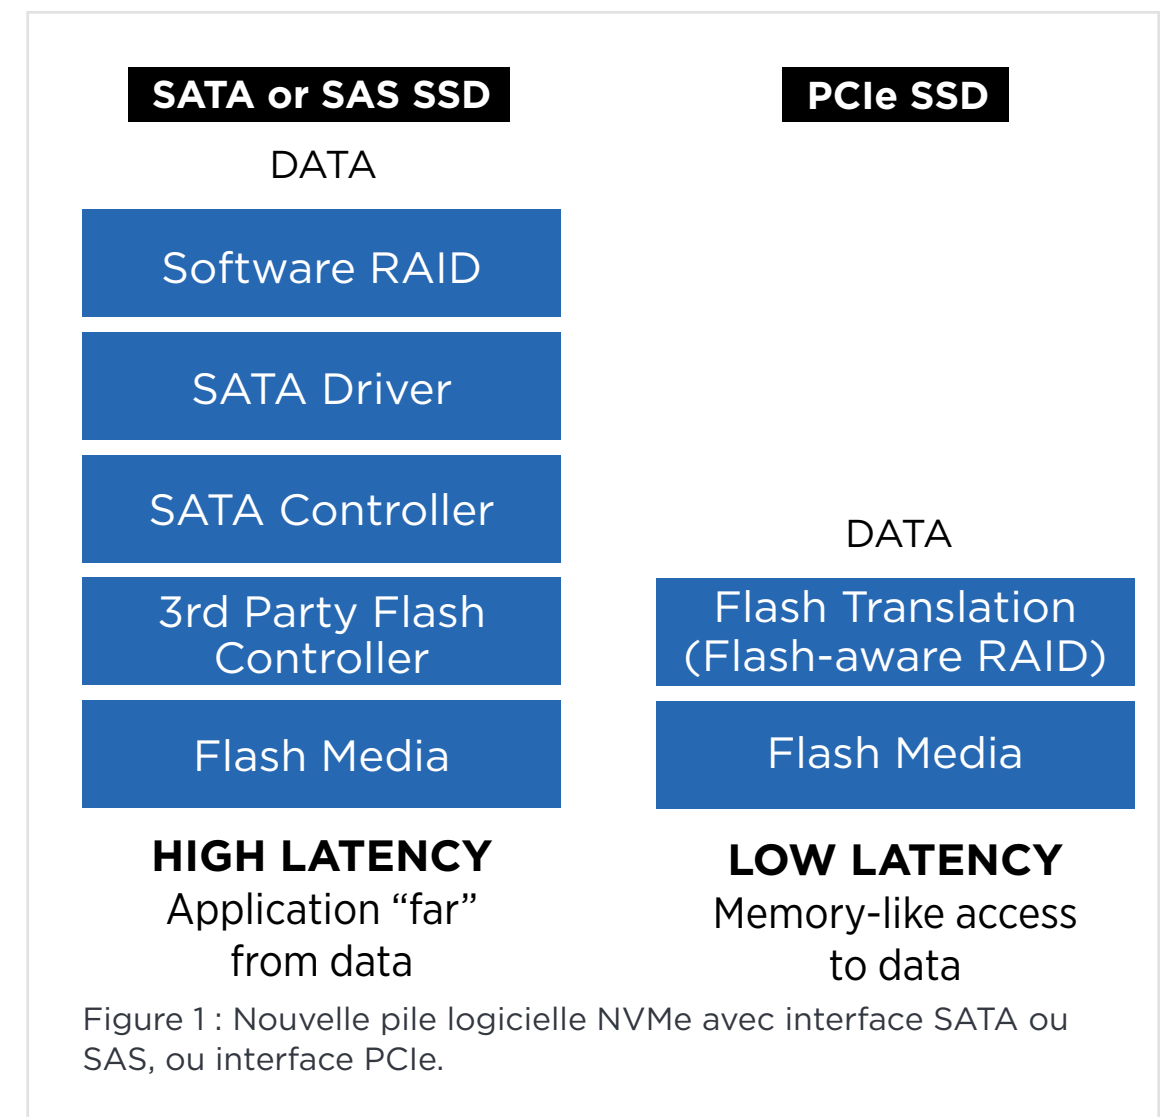 SATA or SAS SSD
DATA
Software RAID
SATA Driver
SATA Controller
3rd Party Flash
Controller
Flash Media
HIGH LATENCY
Application “far”
from data
PCIe SSD
DATA
Flash Translation
(Flash-aware RAID)
Flash Media
LOW LATENCY
Memory-like access
to data
Figure 1 : Nouvelle pile logicielle NVMe avec interface SATA ou
SAS, ou interface PCIe.